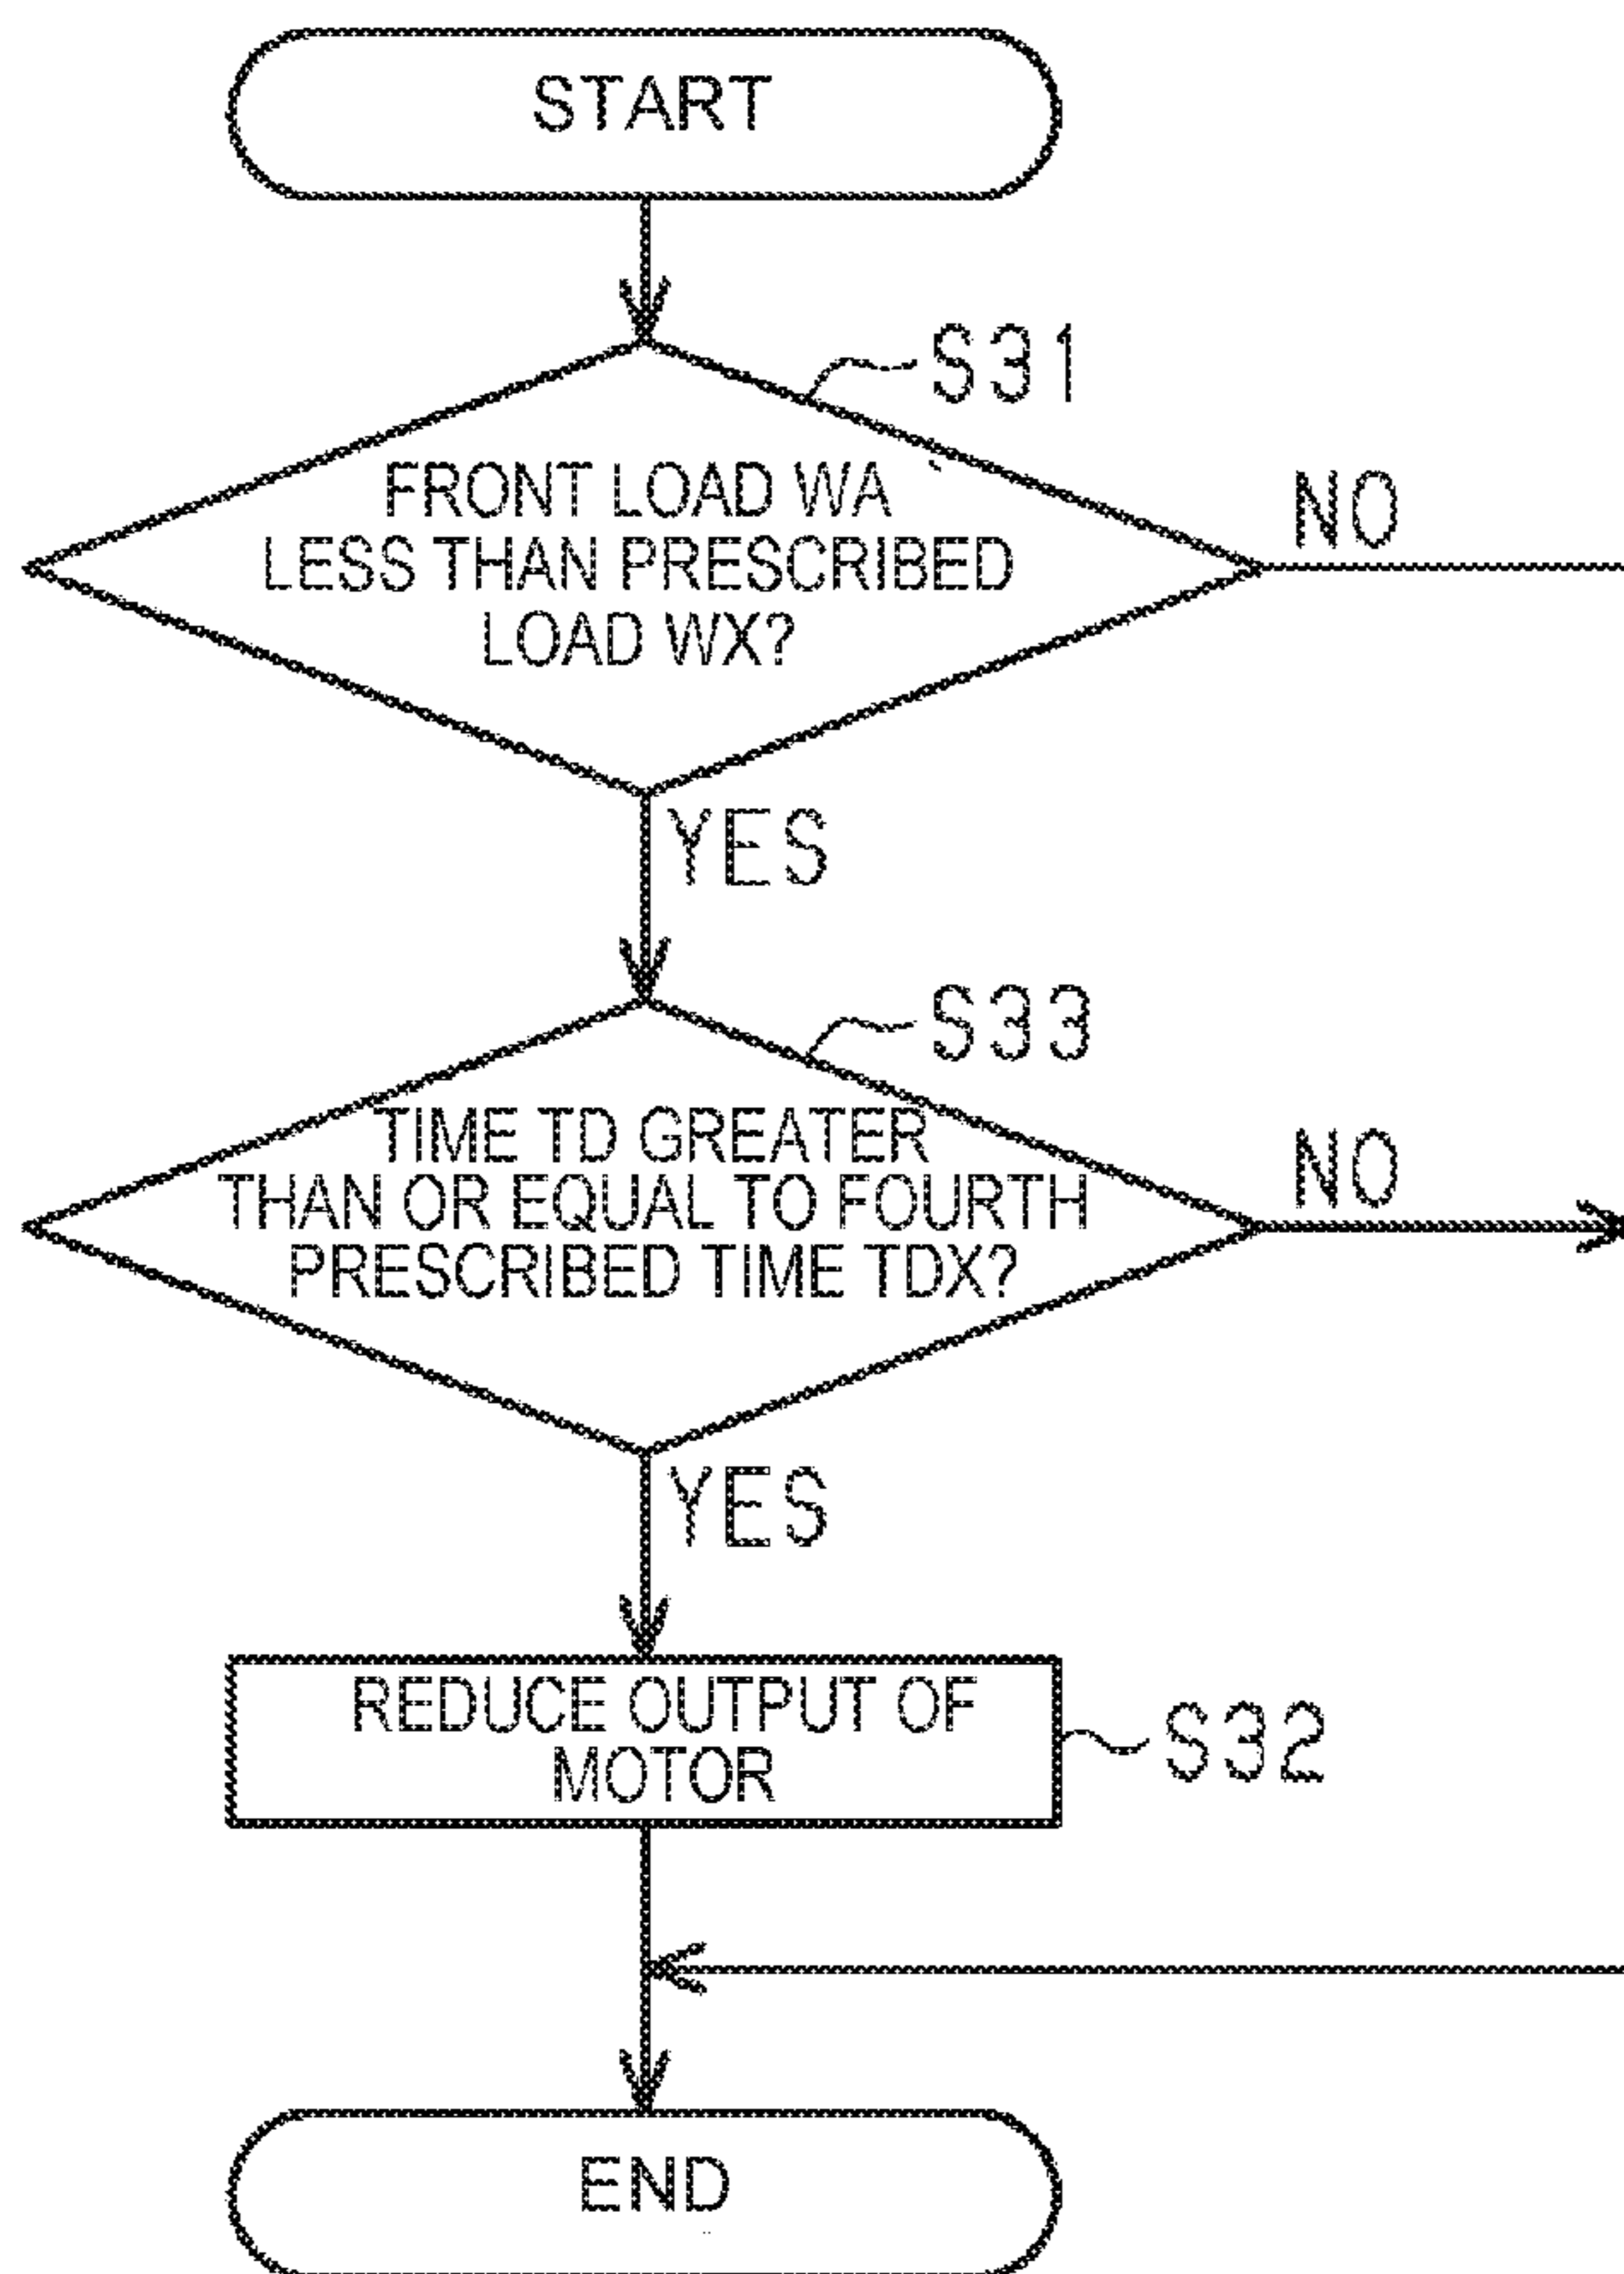 START
S31
FRONT LOAD WA
LESS THAN PRESCRIBED
LOAD WX?
NO
YES
S33
TIME TD GREATER
THAN OR EQUAL TO FOURTH
PRESCRIBED TIME TDX?
NO
YES
REDUCE OUTPUT OF
MOTOR
S32
END